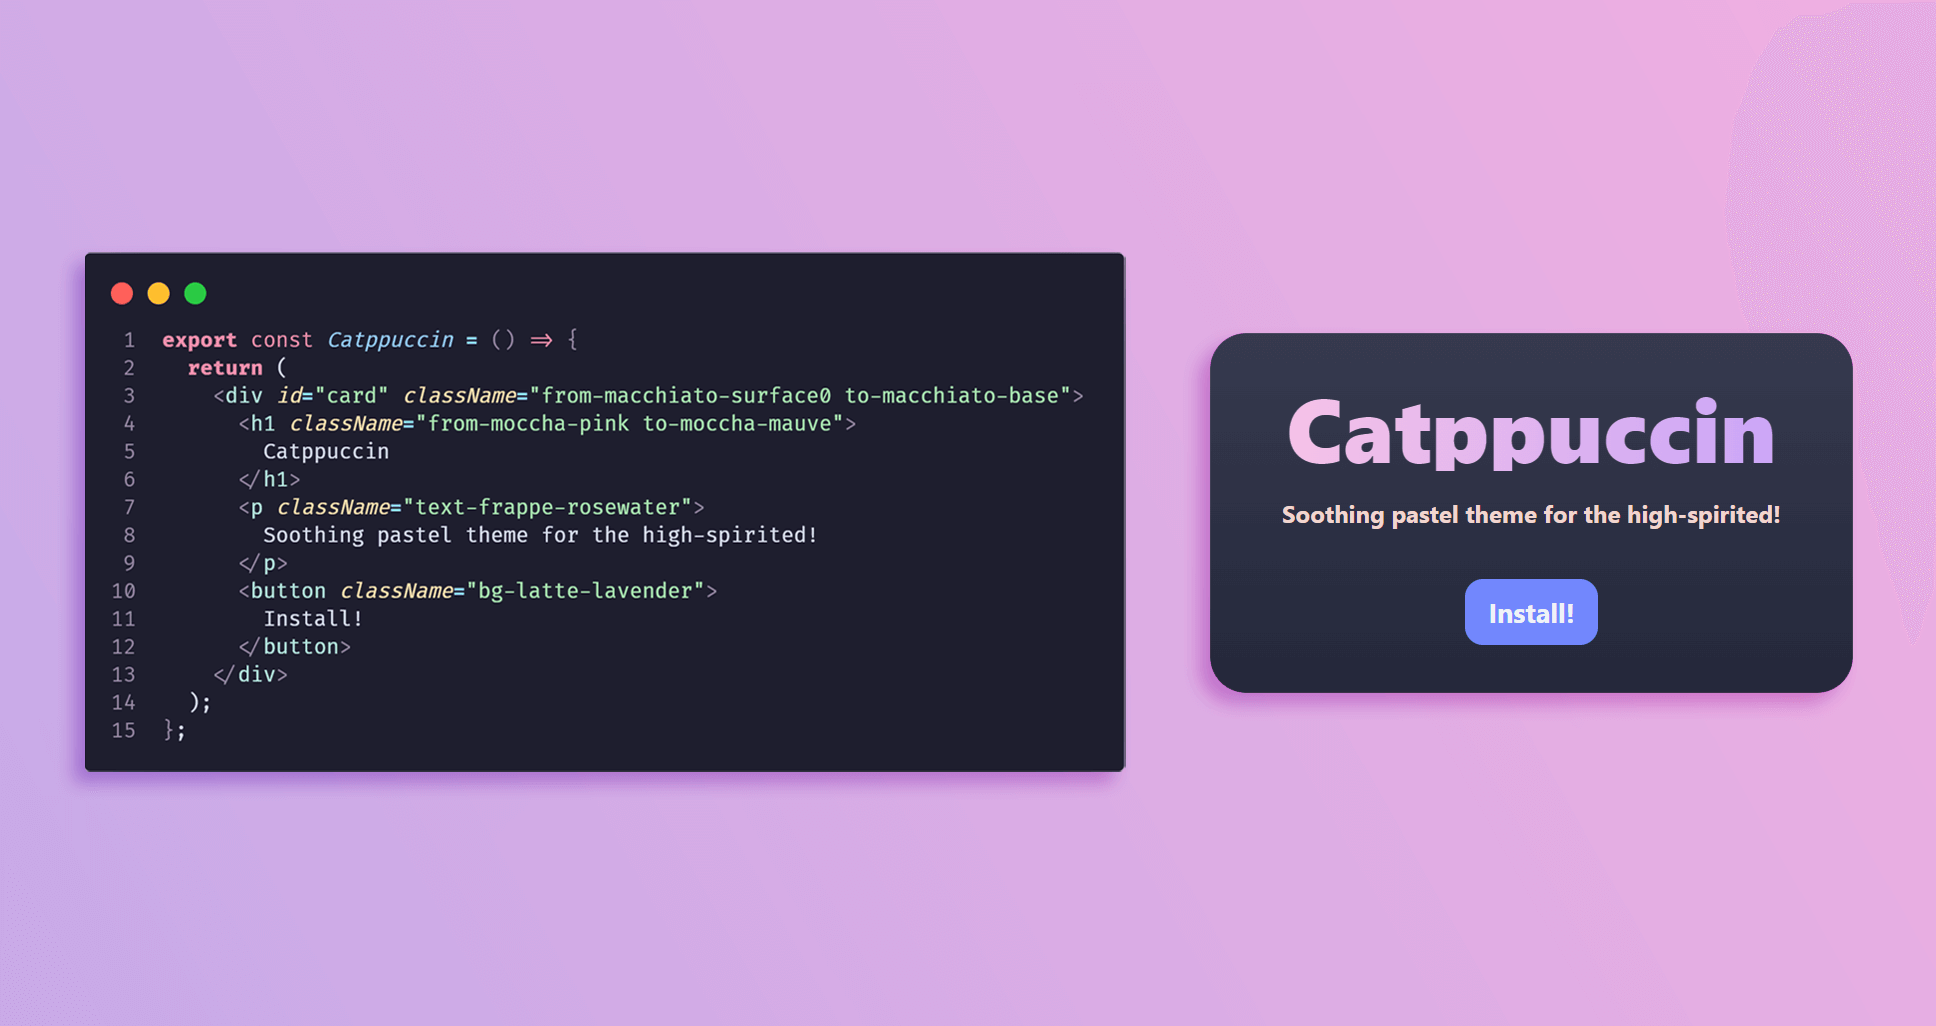 1 export const Catppuccin = () => {
2   return (
3     <div id="card" className="from-macchiato-surface0 to-macchiato-base">
4       <h1 className="from-moccha-pink to-moccha-mauve">
5         Catppuccin
6       </h1>
7       <p className="text-frappe-rosewater">
8         Soothing pastel theme for the high-spirited!
9       </p>
10       <button className="bg-latte-lavender">
11         Install!
12       </button>
13     </div>
14   );
15 };
Catppuccin
Soothing pastel theme for the high-spirited!
Install!